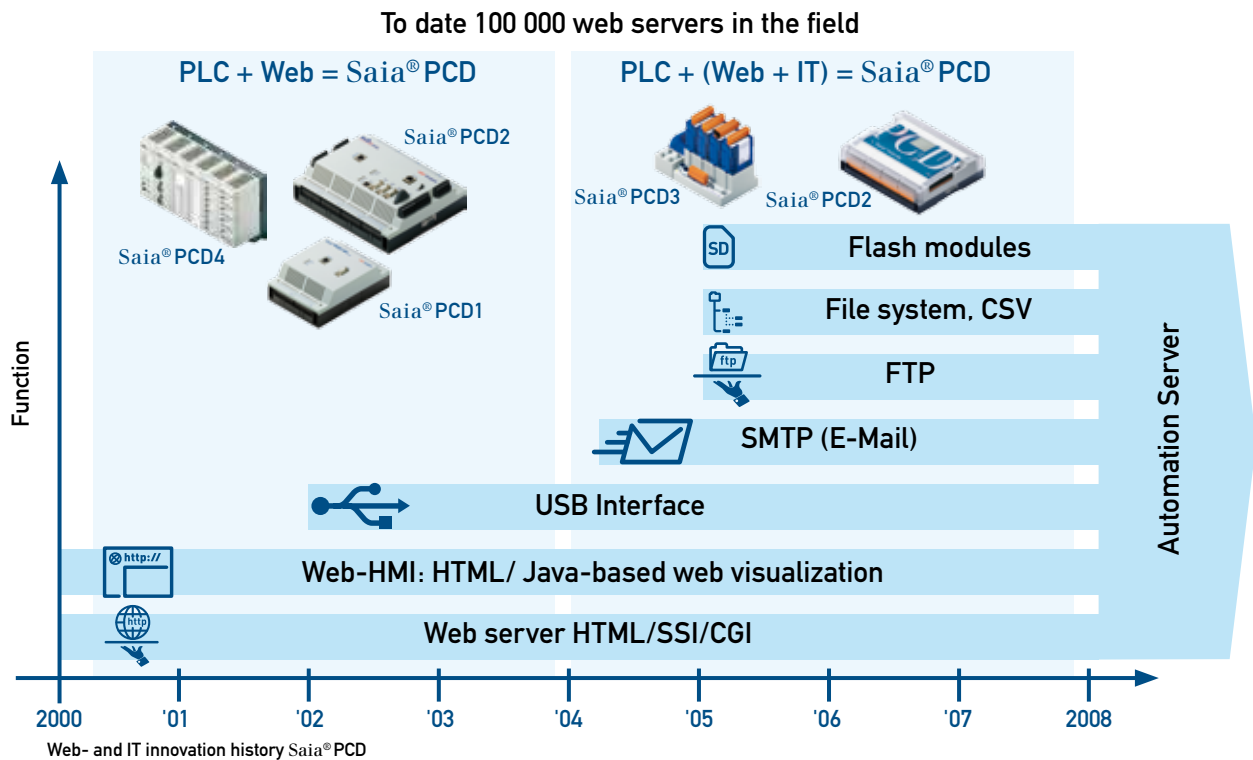 To date 100 000 web servers in the field
PLC + Web = Saia® PCD
PLC + (Web + IT) = Saia® PCD
Saia® PCD2
Saia® PCD4
Saia® PCD1
Saia® PCD3
Saia® PCD2
PCD
SD
Flash modules
File system, CSV
ftp
FTP
SMTP (E-Mail)
USB Interface
http://
Web-HMI: HTML/ Java-based web visualization
http
Web server HTML/SSI/CGI
Function
Automation Server
2000
'01
'02
'03
'04
'05
'06
'07
2008
Web- and IT innovation history Saia® PCD